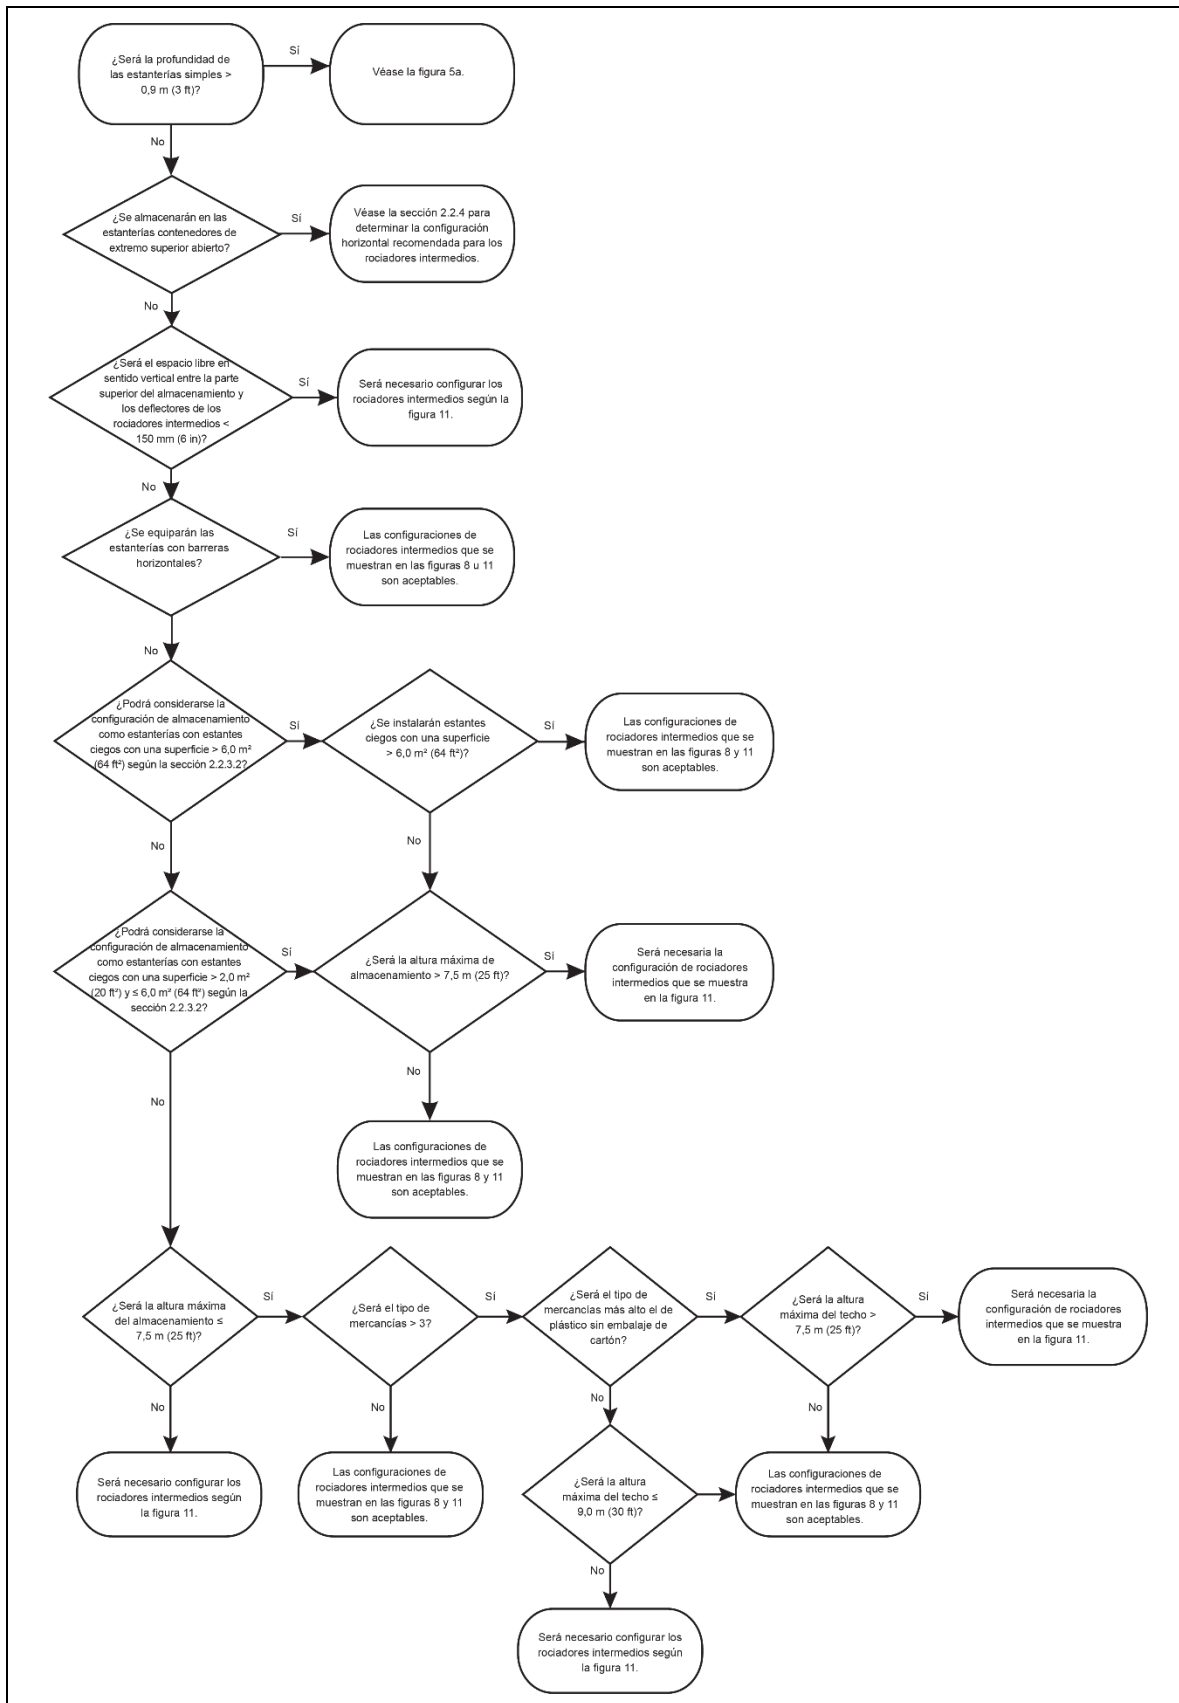 ¿Será la profundidad de
las estanterías simples >
0,9 m (3 ft)?
Sí
Véase la figura 5a.
No
¿Se almacenarán en las
estanterías contenedores de
extremo superior abierto?
Sí
Véase la sección 2.2.4 para
determinar la configuración
horizontal recomendada para los
rociadores intermedios.
No
¿Será el espacio libre en
sentido vertical entre la parte
superior del almacenamiento y
los deflectores de los
rociadores intermedios <
150 mm (6 in)?
Sí
Será necesario configurar los
rociadores intermedios según la
figura 11.
No
¿Se equiparán las
estanterías con barreras
horizontales?
Sí
Las configuraciones de
rociadores intermedios que se
muestran en las figuras 8 u 11
son aceptables.
No
¿Podrá considerarse la
configuración de almacenamiento
como estanterías con estantes
ciegos con una superficie > 6,0 m²
(64 ft²) según la sección 2.2.3.2?
Sí
¿Se instalarán estantes
ciegos con una superficie
> 6,0 m² (64 ft²)?
Sí
Las configuraciones de
rociadores intermedios que se
muestran en las figuras 8 y 11
son aceptables.
No
No
¿Podrá considerarse la
configuración de almacenamiento
como estanterías con estantes
ciegos con una superficie > 2,0 m²
(20 ft²) y ≤ 6,0 m² (64 ft²) según la
sección 2.2.3.2?
Sí
¿Será la altura máxima de
almacenamiento > 7,5 m (25 ft)?
Sí
Será necesaria la
configuración de rociadores
intermedios que se muestra
en la figura 11.
No
No
Las configuraciones de
rociadores intermedios que se
muestran en las figuras 8 y 11
son aceptables.
¿Será la altura máxima
del almacenamiento ≤
7,5 m (25 ft)?
Sí
¿Será el tipo de
mercancías > 3?
Sí
¿Será el tipo de
mercancías más alto el de
plástico sin embalaje de
cartón?
Sí
¿Será la altura
máxima del techo >
7,5 m (25 ft)?
Sí
Será necesaria la
configuración de rociadores
intermedios que se muestra
en la figura 11.
No
No
No
No
Será necesario configurar los
rociadores intermedios según
la figura 11.
Las configuraciones de
rociadores intermedios que se
muestran en las figuras 8 y 11
son aceptables.
¿Será la altura
máxima del techo ≤
9,0 m (30 ft)?
Las configuraciones de
rociadores intermedios que se
muestran en las figuras 8 y 11
son aceptables.
No
Será necesario configurar los
rociadores intermedios según
la figura 11.